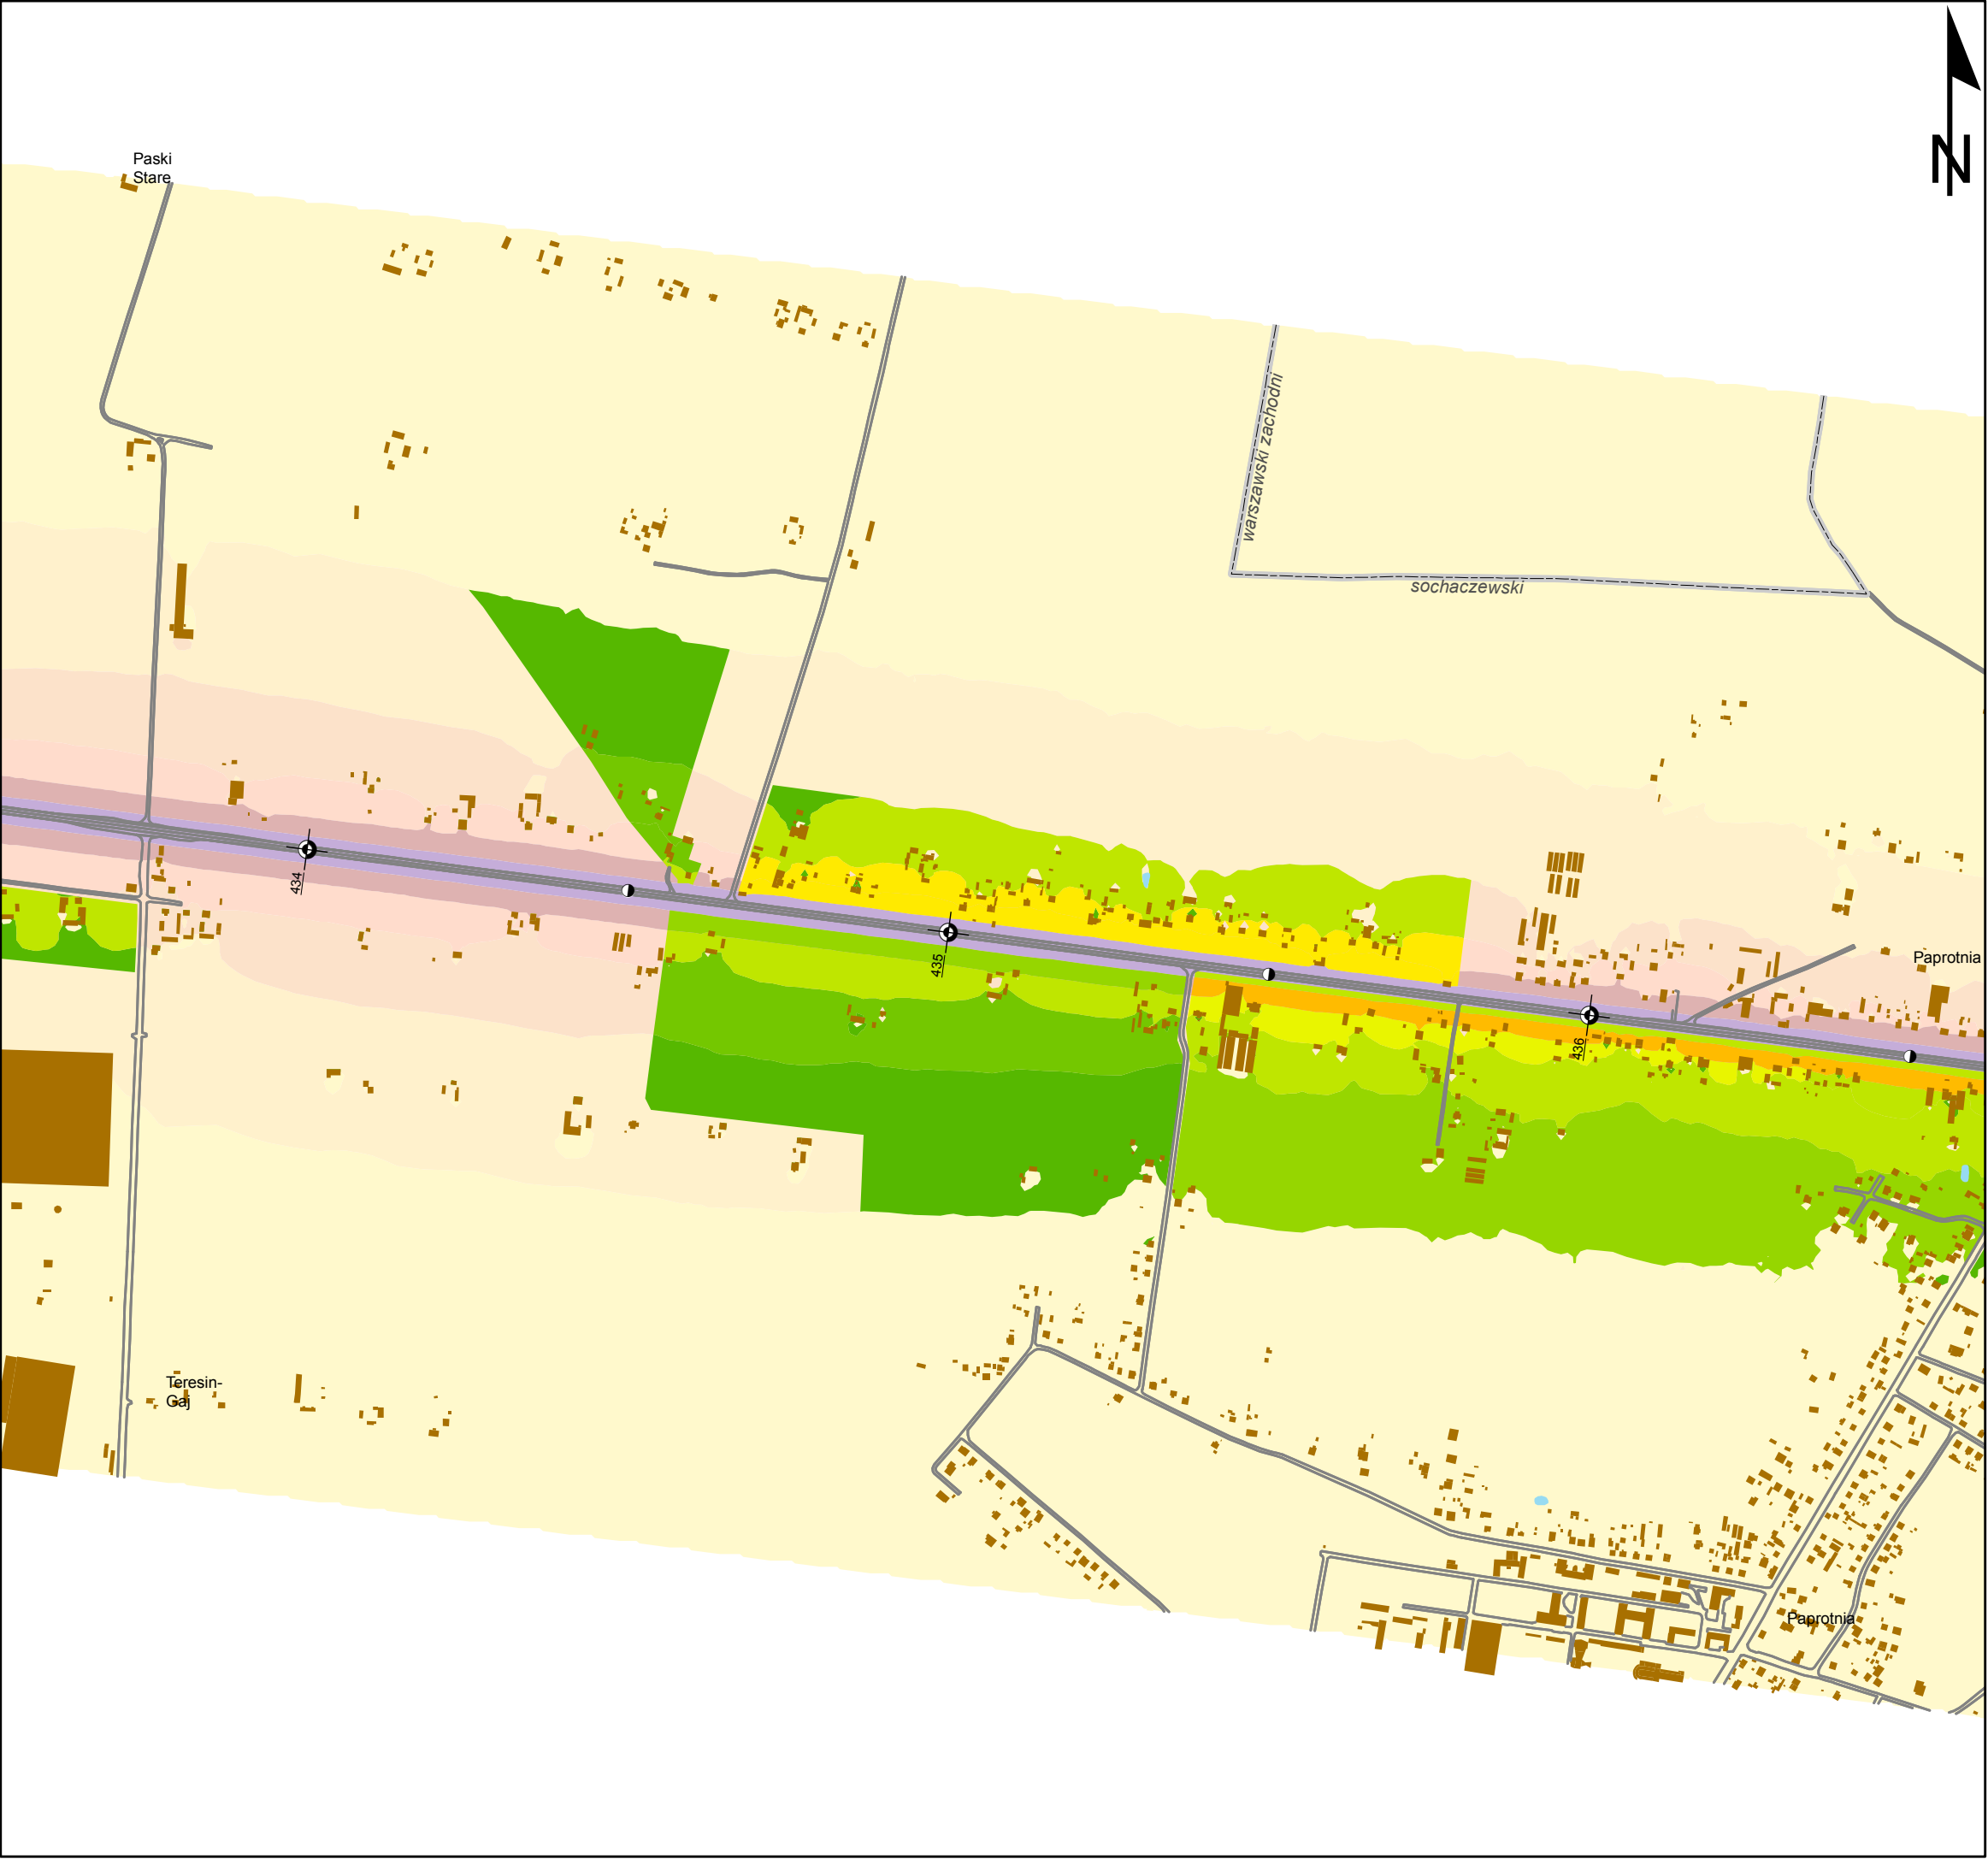 N
Paski
Stare
warszawski zachodni
sochaczewski
434
435
Paprotnia
436
Teresin-
Gaj
Paprotnia